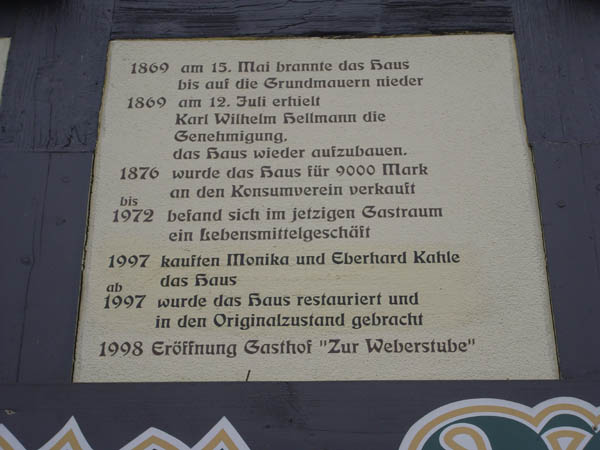 1869 am 15. Mai brannte das Haus
bis auf die Grundmauern nieder
1869 am 12. Juli erhielt
Karl Wilhelm Hellmann die
Genehmigung,
das Haus wieder aufzubauen.
1876 wurde das Haus für 9000 Mark
an den Konsumverein verkauft
bis
1972 befand sich im jetzigen Gastraum
ein Lebensmittelgeschäft
1997 kauften Monika und Eberhard Kahle
das Haus
ab
1997 wurde das Haus restauriert und
in den Originalzustand gebracht
1998 Eröffnung Gasthof "Zur Weberstube"